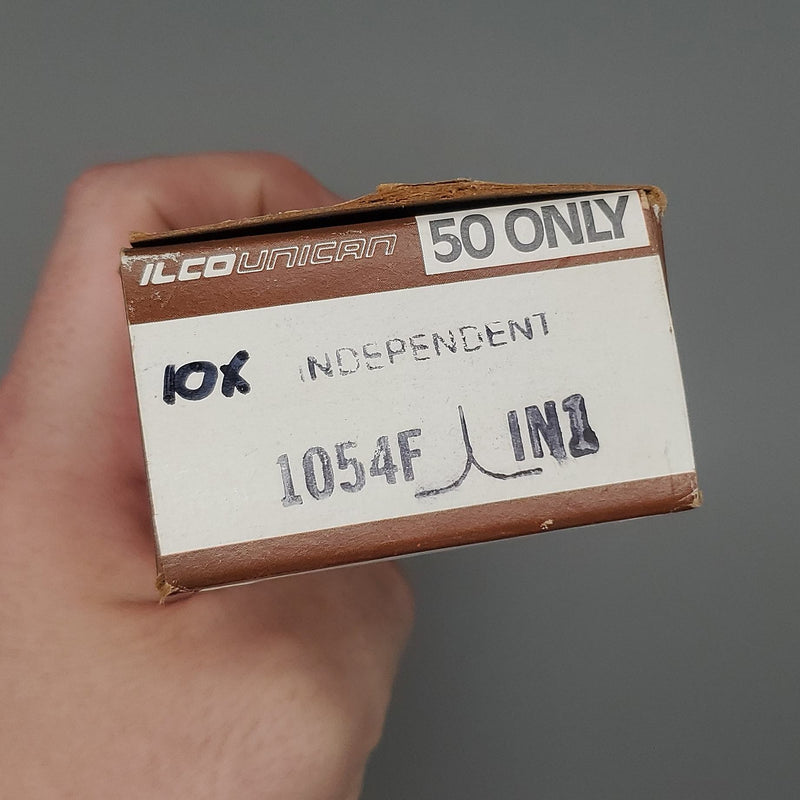 ILCO UNICAN 50 ONLY
10X INDEPENDENT
1054F IN1